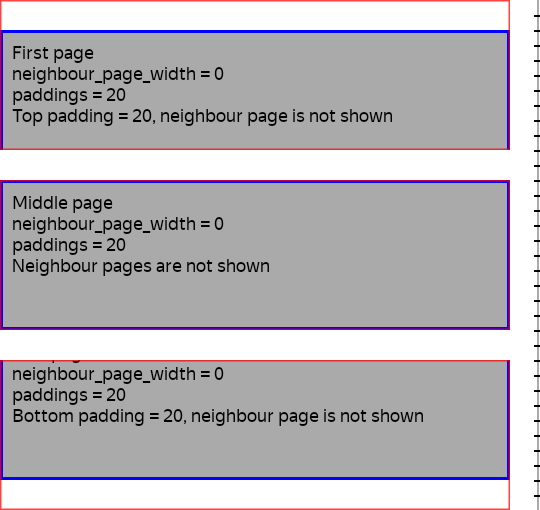 First page
neighbour_page_width = 0
paddings = 20
Top padding = 20, neighbour page is not shown
Middle page
neighbour_page_width = 0
paddings = 20
Neighbour pages are not shown
neighbour_page_width = 0
paddings = 20
Bottom padding = 20, neighbour page is not shown